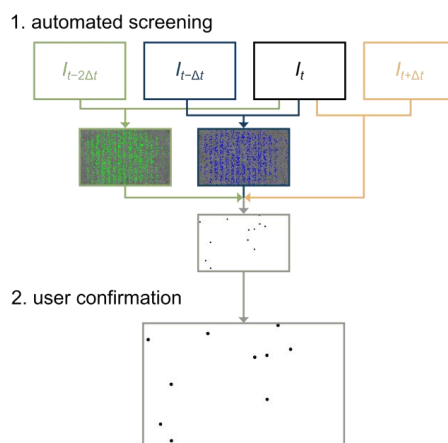 1. automated screening
I_{t−2Δt} I_{t−Δt} I_t I_{t+Δt}
2. user confirmation